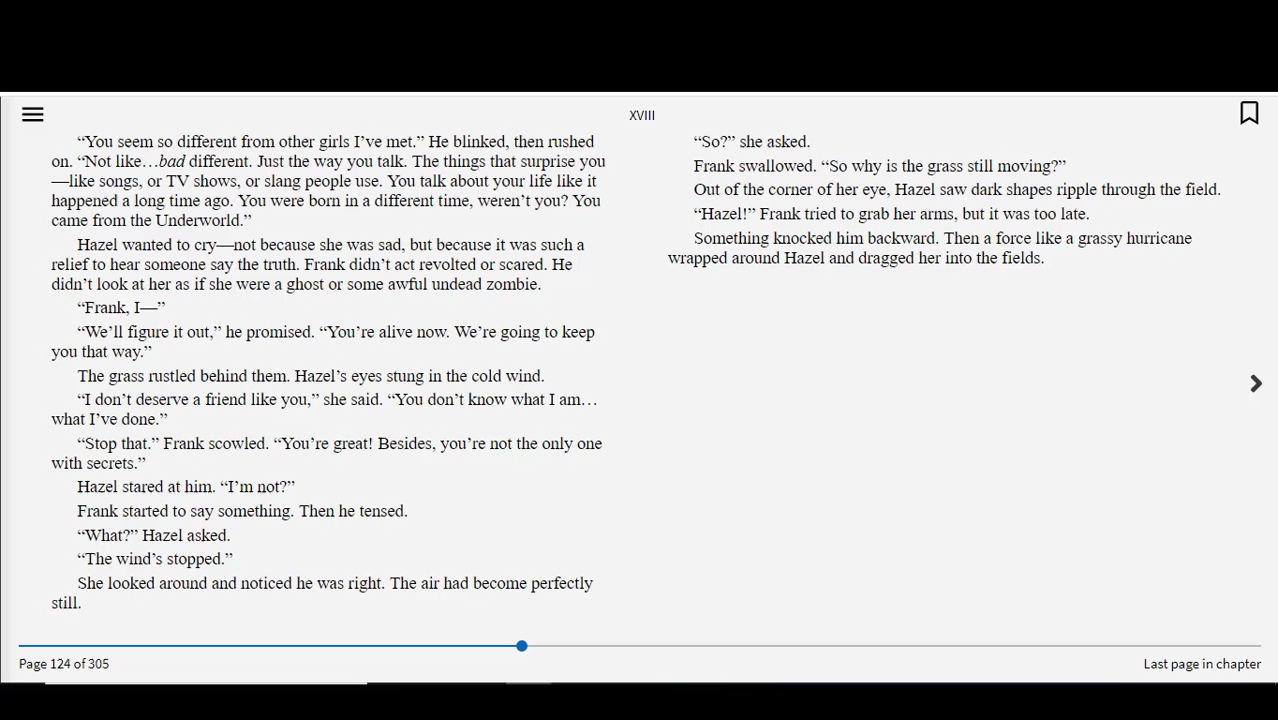 XVIII
“You seem so different from other girls I’ve met.” He blinked, then rushed
on. “Not like…bad different. Just the way you talk. The things that surprise you
—like songs, or TV shows, or slang people use. You talk about your life like it
happened a long time ago. You were born in a different time, weren’t you? You
came from the Underworld.”
Hazel wanted to cry—not because she was sad, but because it was such a
relief to hear someone say the truth. Frank didn’t act revolted or scared. He
didn’t look at her as if she were a ghost or some awful undead zombie.
“Frank, I—”
“We’ll figure it out,” he promised. “You’re alive now. We’re going to keep
you that way.”
The grass rustled behind them. Hazel’s eyes stung in the cold wind.
“I don’t deserve a friend like you,” she said. “You don’t know what I am…
what I’ve done.”
“Stop that.” Frank scowled. “You’re great! Besides, you’re not the only one
with secrets.”
Hazel stared at him. “I’m not?”
Frank started to say something. Then he tensed.
“What?” Hazel asked.
“The wind’s stopped.”
She looked around and noticed he was right. The air had become perfectly
still.
“So?” she asked.
Frank swallowed. “So why is the grass still moving?”
Out of the corner of her eye, Hazel saw dark shapes ripple through the field.
“Hazel!” Frank tried to grab her arms, but it was too late.
Something knocked him backward. Then a force like a grassy hurricane
wrapped around Hazel and dragged her into the fields.
Page 124 of 305
Last page in chapter